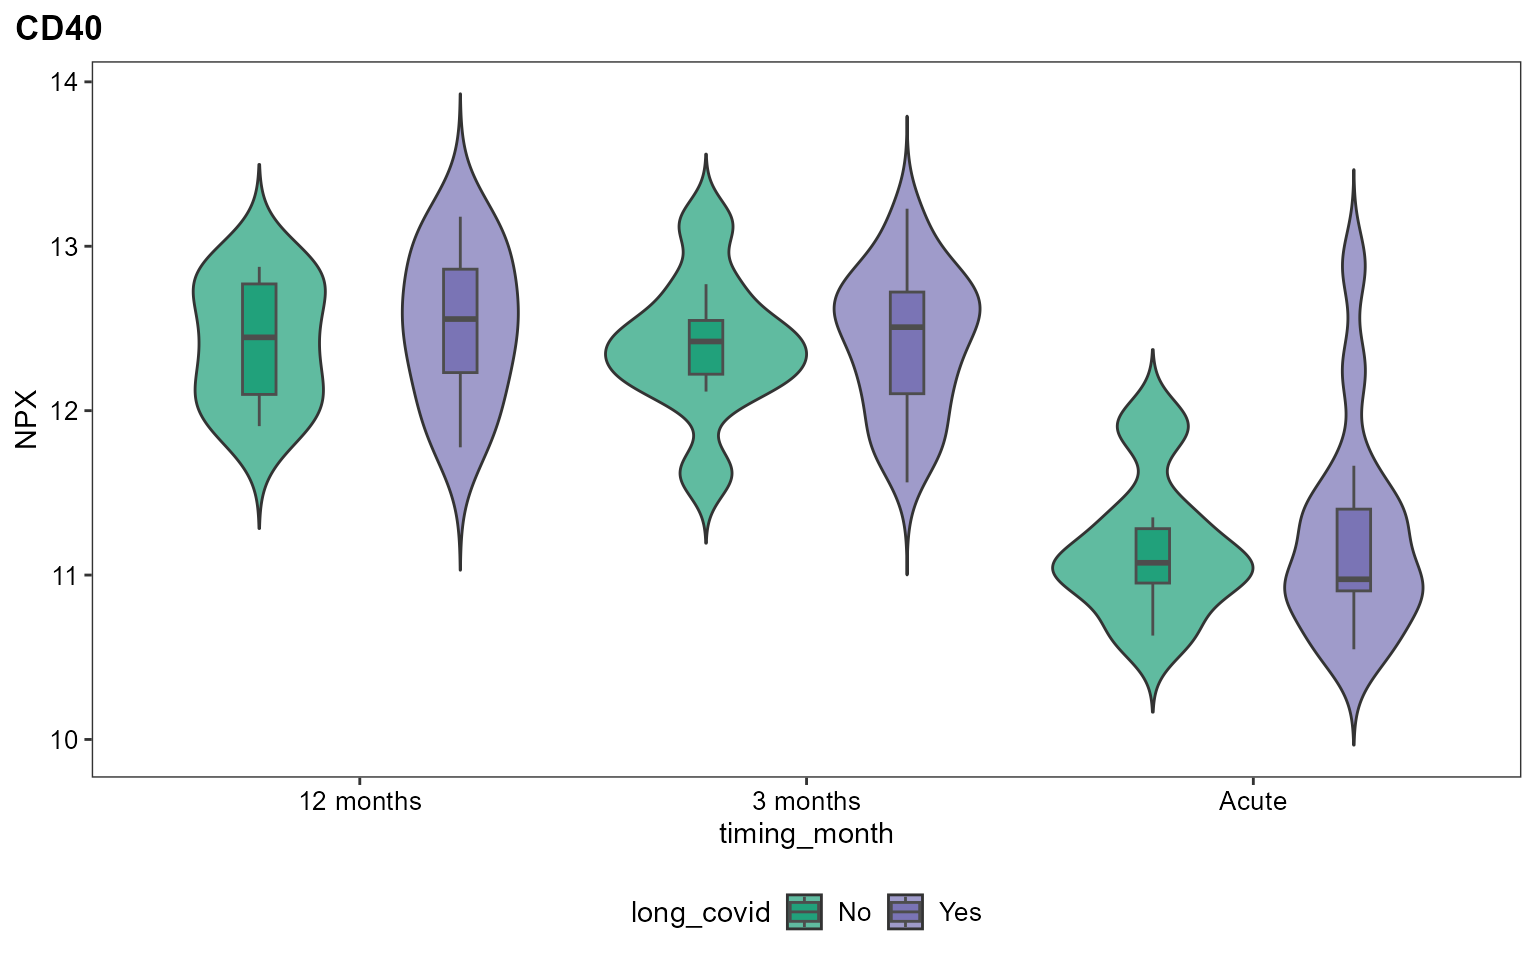 CD40
14
13
12
11
10
NPX
12 months 3 months Acute
timing_month
long_covid No Yes